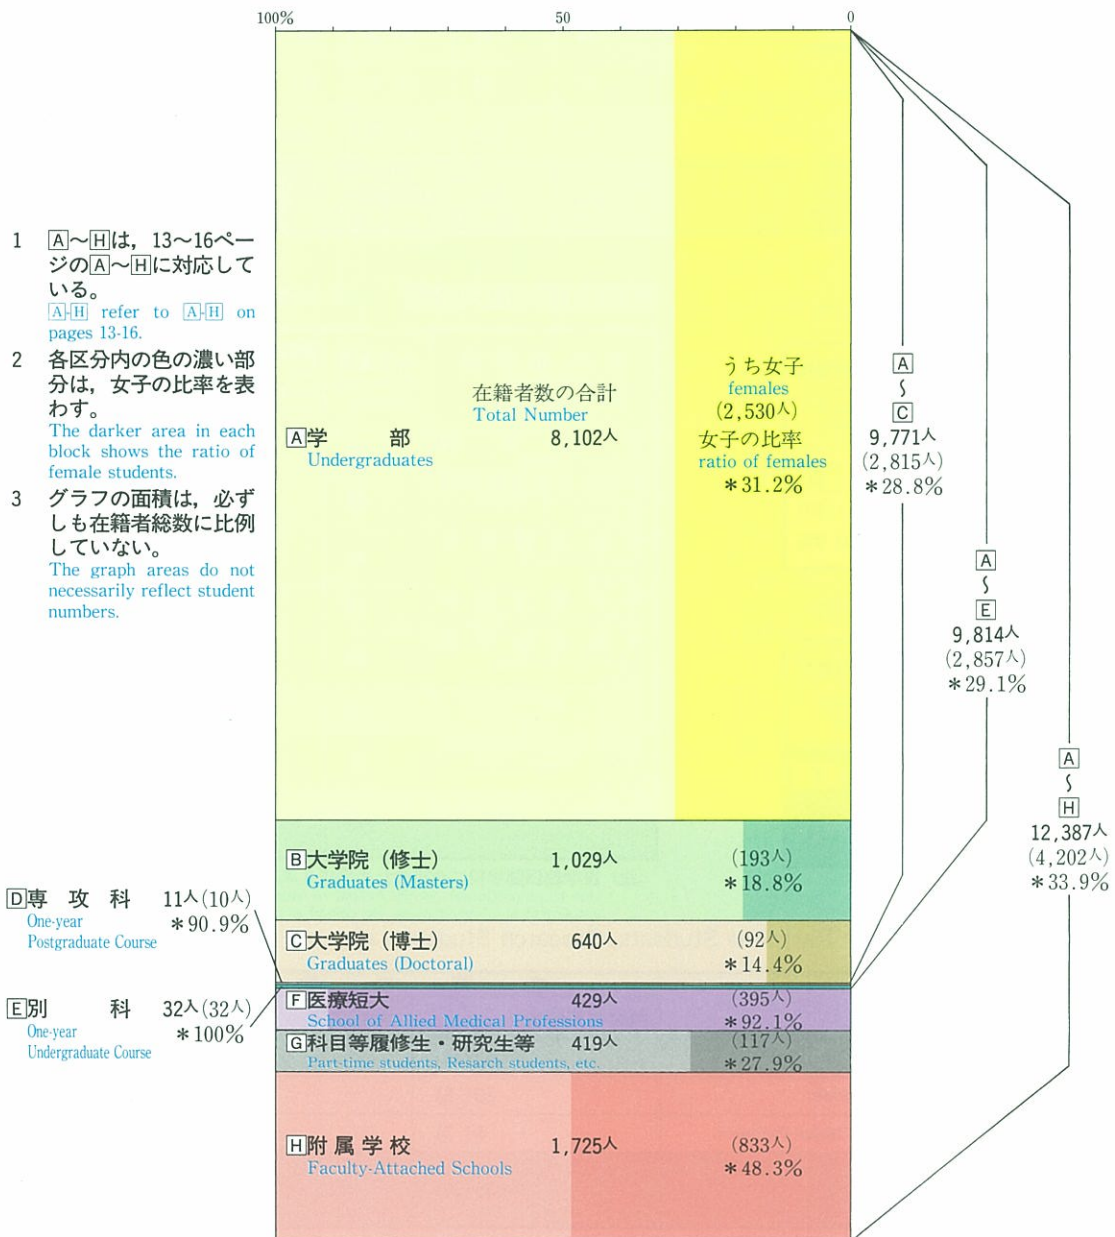 100%
50
0
1 Ⓐ～Ⓗは，13～16ペー
ジのⒶ～Ⓗに対応して
いる。
A-H refer to A-H on
pages 13-16.
2 各区分内の色の濃い部
分は，女子の比率を表
わす。
The darker area in each
block shows the ratio of
female students.
3 グラフの面積は，必ず
しも在籍者総数に比例
していない。
The graph areas do not
necessarily reflect student
numbers.
在籍者数の合計
Total Number
A学 部 8,102人
Undergraduates
うち女子
females
(2,530人)
女子の比率
ratio of females
*31.2%
B大学院（修士） 1,029人 (193人)
Graduates (Masters) *18.8%
C大学院（博士） 640人 (92人)
Graduates (Doctoral) *14.4%
D専 攻 科 11人(10人)
One-year *90.9%
Postgraduate Course
E別 科 32人(32人)
One-year *100%
Undergraduate Course
F医療短大 429人 (395人)
School of Allied Medical Professions *92.1%
G科目等履修生・研究生等 419人 (117人)
Part-time students, Resarch students, etc. *27.9%
H附属学校 1,725人 (833人)
Faculty-Attached Schools *48.3%
A
～
C
9,771人
(2,815人)
*28.8%
A
～
E
9,814人
(2,857人)
*29.1%
A
～
H
12,387人
(4,202人)
*33.9%